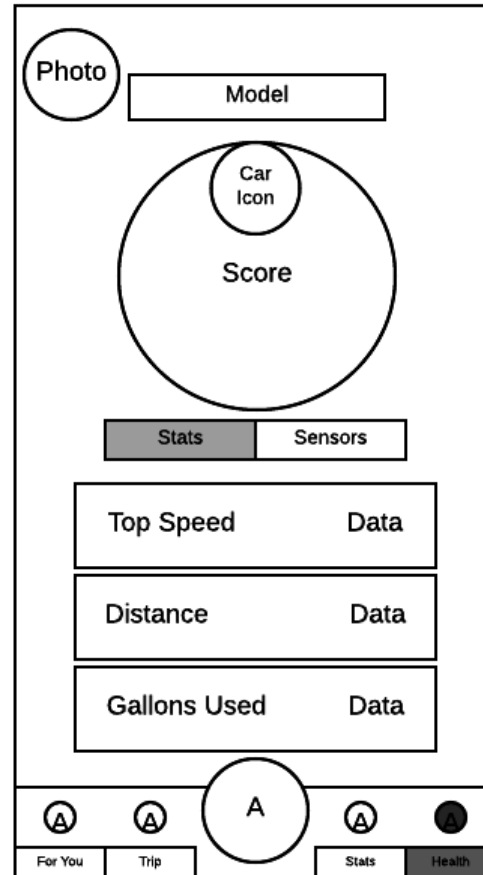 Photo
Model
Car
Icon
Score
Stats Sensors
Top Speed Data
Distance Data
Gallons Used Data
A A A A A
For You Trip Stats Health